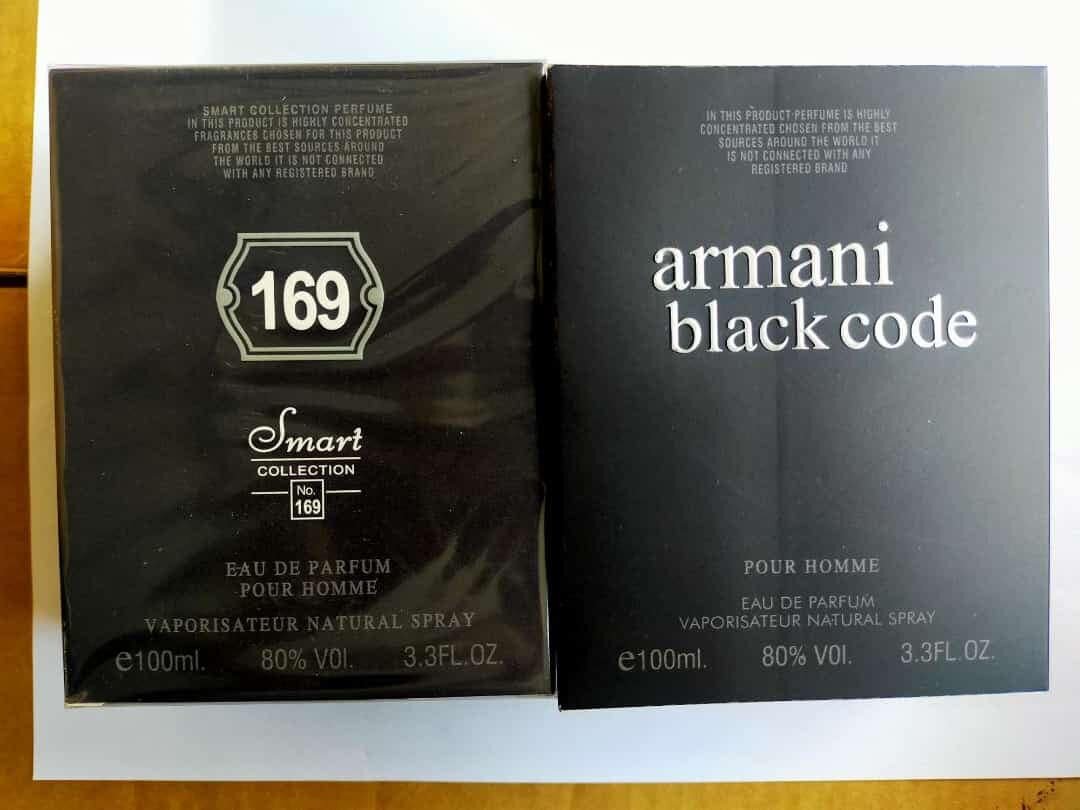 SMART COLLECTION PERFUME
IN THIS PRODUCT IS HIGHLY CONCENTRATED
FRAGRANCES CHOSEN FOR THIS PRODUCT
FROM THE BEST SOURCES AROUND
THE WORLD IT IS NOT CONNECTED
WITH ANY REGISTERED BRAND
169
Smart
COLLECTION
No.
169
EAU DE PARFUM
POUR HOMME
VAPORISATEUR NATURAL SPRAY
e100ml. 80% VOl. 3.3FL.OZ.
IN THIS PRODUCT PERFUME IS HIGHLY
CONCENTRATED CHOSEN FROM THE BEST
SOURCES AROUND THE WORLD IT
IS NOT CONNECTED WITH ANY
REGISTERED BRAND
armani
black code
POUR HOMME
EAU DE PARFUM
VAPORISATEUR NATURAL SPRAY
e100ml. 80% VOl. 3.3FL.OZ.